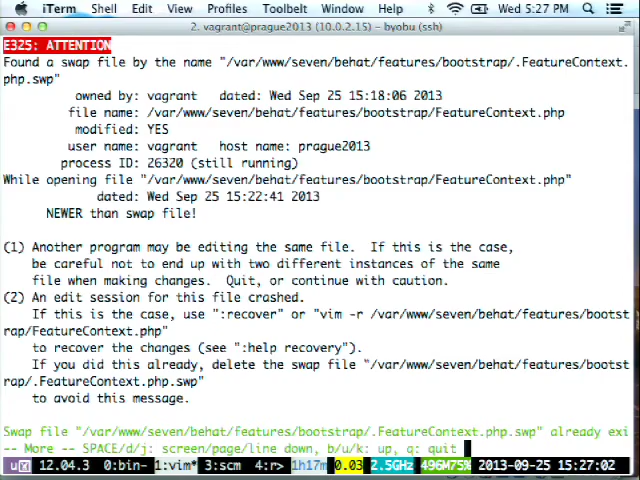 iTerm Shell Edit View Profiles Toolbelt Window Help Wed 5:27 PM
2. vagrant@prague2013 (10.0.2.15) - byobu (ssh)
E325: ATTENTION
Found a swap file by the name "/var/www/seven/behat/features/bootstrap/.FeatureContext.
php.swp"
owned by: vagrant dated: Wed Sep 25 15:18:06 2013
file name: /var/www/seven/behat/features/bootstrap/FeatureContext.php
modified: YES
user name: vagrant host name: prague2013
process ID: 26320 (still running)
While opening file "/var/www/seven/behat/features/bootstrap/FeatureContext.php"
dated: Wed Sep 25 15:22:41 2013
NEWER than swap file!
(1) Another program may be editing the same file. If this is the case,
be careful not to end up with two different instances of the same
file when making changes. Quit, or continue with caution.
(2) An edit session for this file crashed.
If this is the case, use ":recover" or "vim -r /var/www/seven/behat/features/bootst
rap/FeatureContext.php"
to recover the changes (see ":help recovery").
If you did this already, delete the swap file "/var/www/seven/behat/features/bootst
rap/.FeatureContext.php.swp"
to avoid this message.
Swap file "/var/www/seven/behat/features/bootstrap/.FeatureContext.php.swp" already exi
-- More -- SPACE/d/j: screen/page/line down, b/u/k: up, q: quit
12.04.3 0:bin- 1:vim* 3:scm 4:r> 1h17m 0.03 2.5GHz 496M75% 2013-09-25 15:27:02